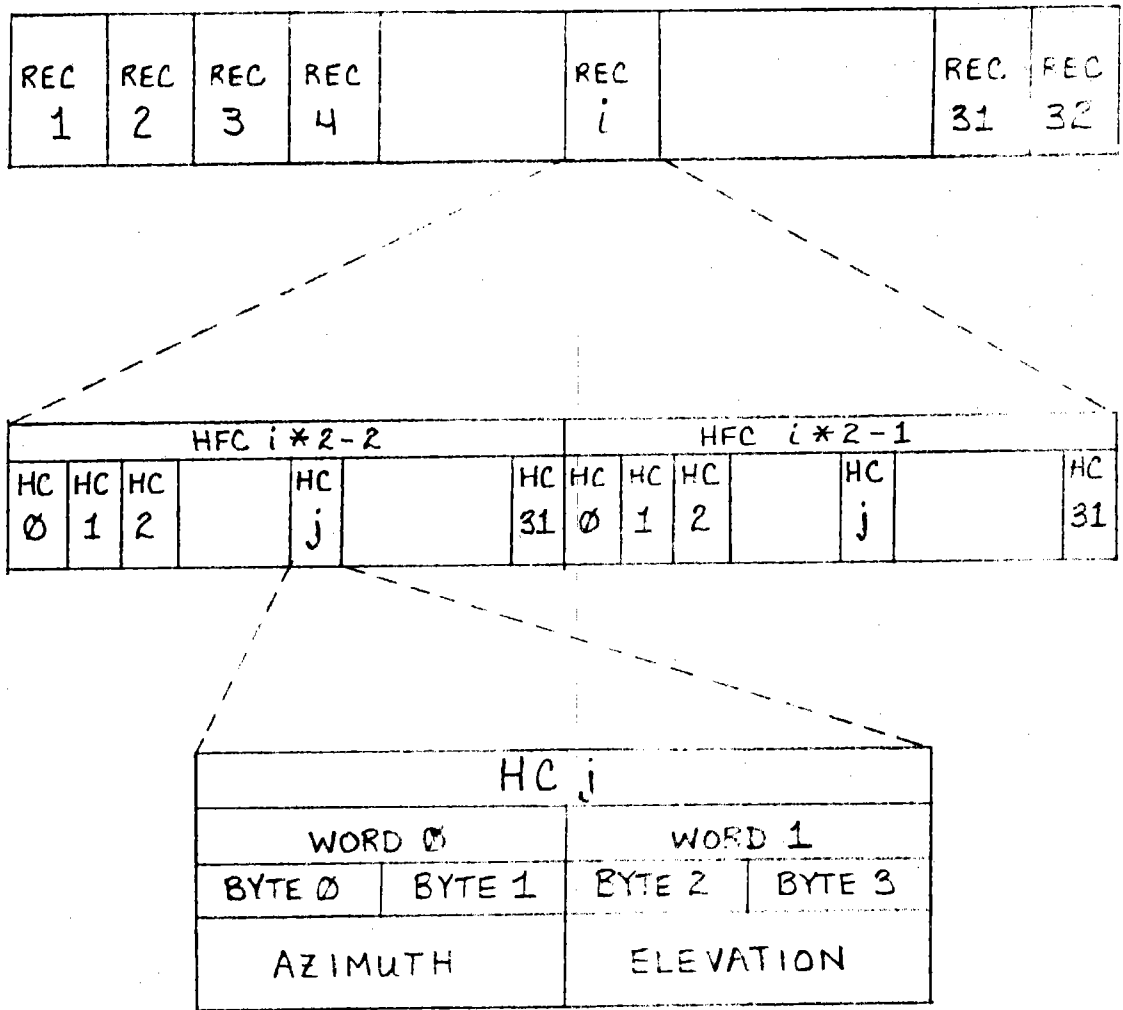 REC 1 REC 2 REC 3 REC 4 REC i REC 31 REC 32
HFC i*2-2 HFC i*2-1
HC HC HC HC HC HC HC HC HC HC
Ø 1 2 j 31 Ø 1 2 j 31
HC j
WORD Ø WORD 1
BYTE Ø BYTE 1 BYTE 2 BYTE 3
AZIMUTH ELEVATION